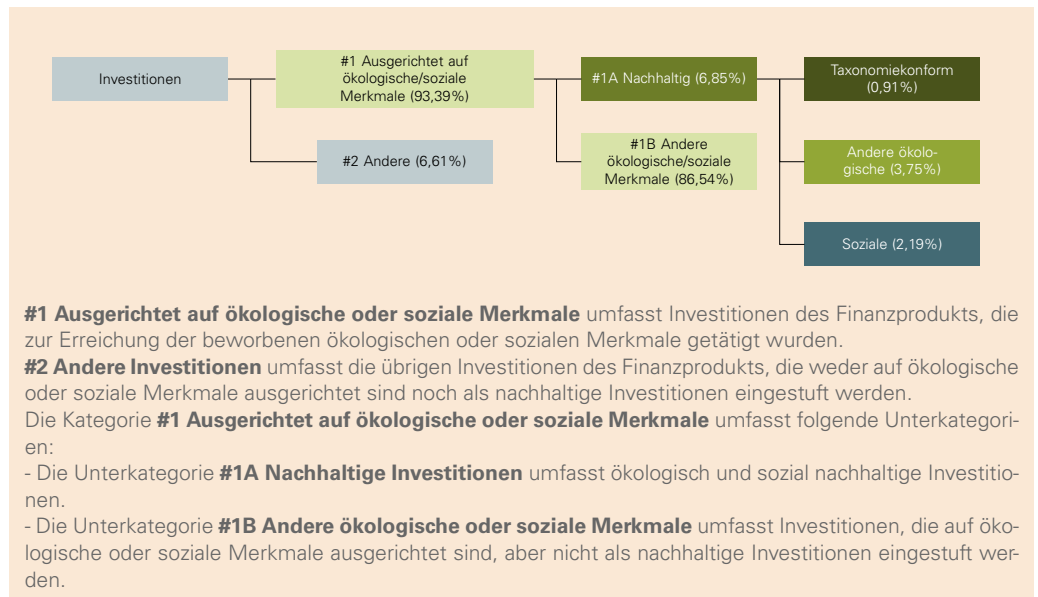 Investitionen
#1 Ausgerichtet auf
ökologische/soziale
Merkmale (93,39%)
#2 Andere (6,61%)
#1A Nachhaltig (6,85%)
#1B Andere
ökologische/soziale
Merkmale (86,54%)
Taxonomiekonform
(0,91%)
Andere ökolo-
gische (3,75%)
Soziale (2,19%)
#1 Ausgerichtet auf ökologische oder soziale Merkmale umfasst Investitionen des Finanzprodukts, die
zur Erreichung der beworbenen ökologischen oder sozialen Merkmale getätigt wurden.
#2 Andere Investitionen umfasst die übrigen Investitionen des Finanzprodukts, die weder auf ökologische
oder soziale Merkmale ausgerichtet sind noch als nachhaltige Investitionen eingestuft werden.
Die Kategorie #1 Ausgerichtet auf ökologische oder soziale Merkmale umfasst folgende Unterkategori-
en:
- Die Unterkategorie #1A Nachhaltige Investitionen umfasst ökologisch und sozial nachhaltige Investitio-
nen.
- Die Unterkategorie #1B Andere ökologische oder soziale Merkmale umfasst Investitionen, die auf öko-
logische oder soziale Merkmale ausgerichtet sind, aber nicht als nachhaltige Investitionen eingestuft wer-
den.